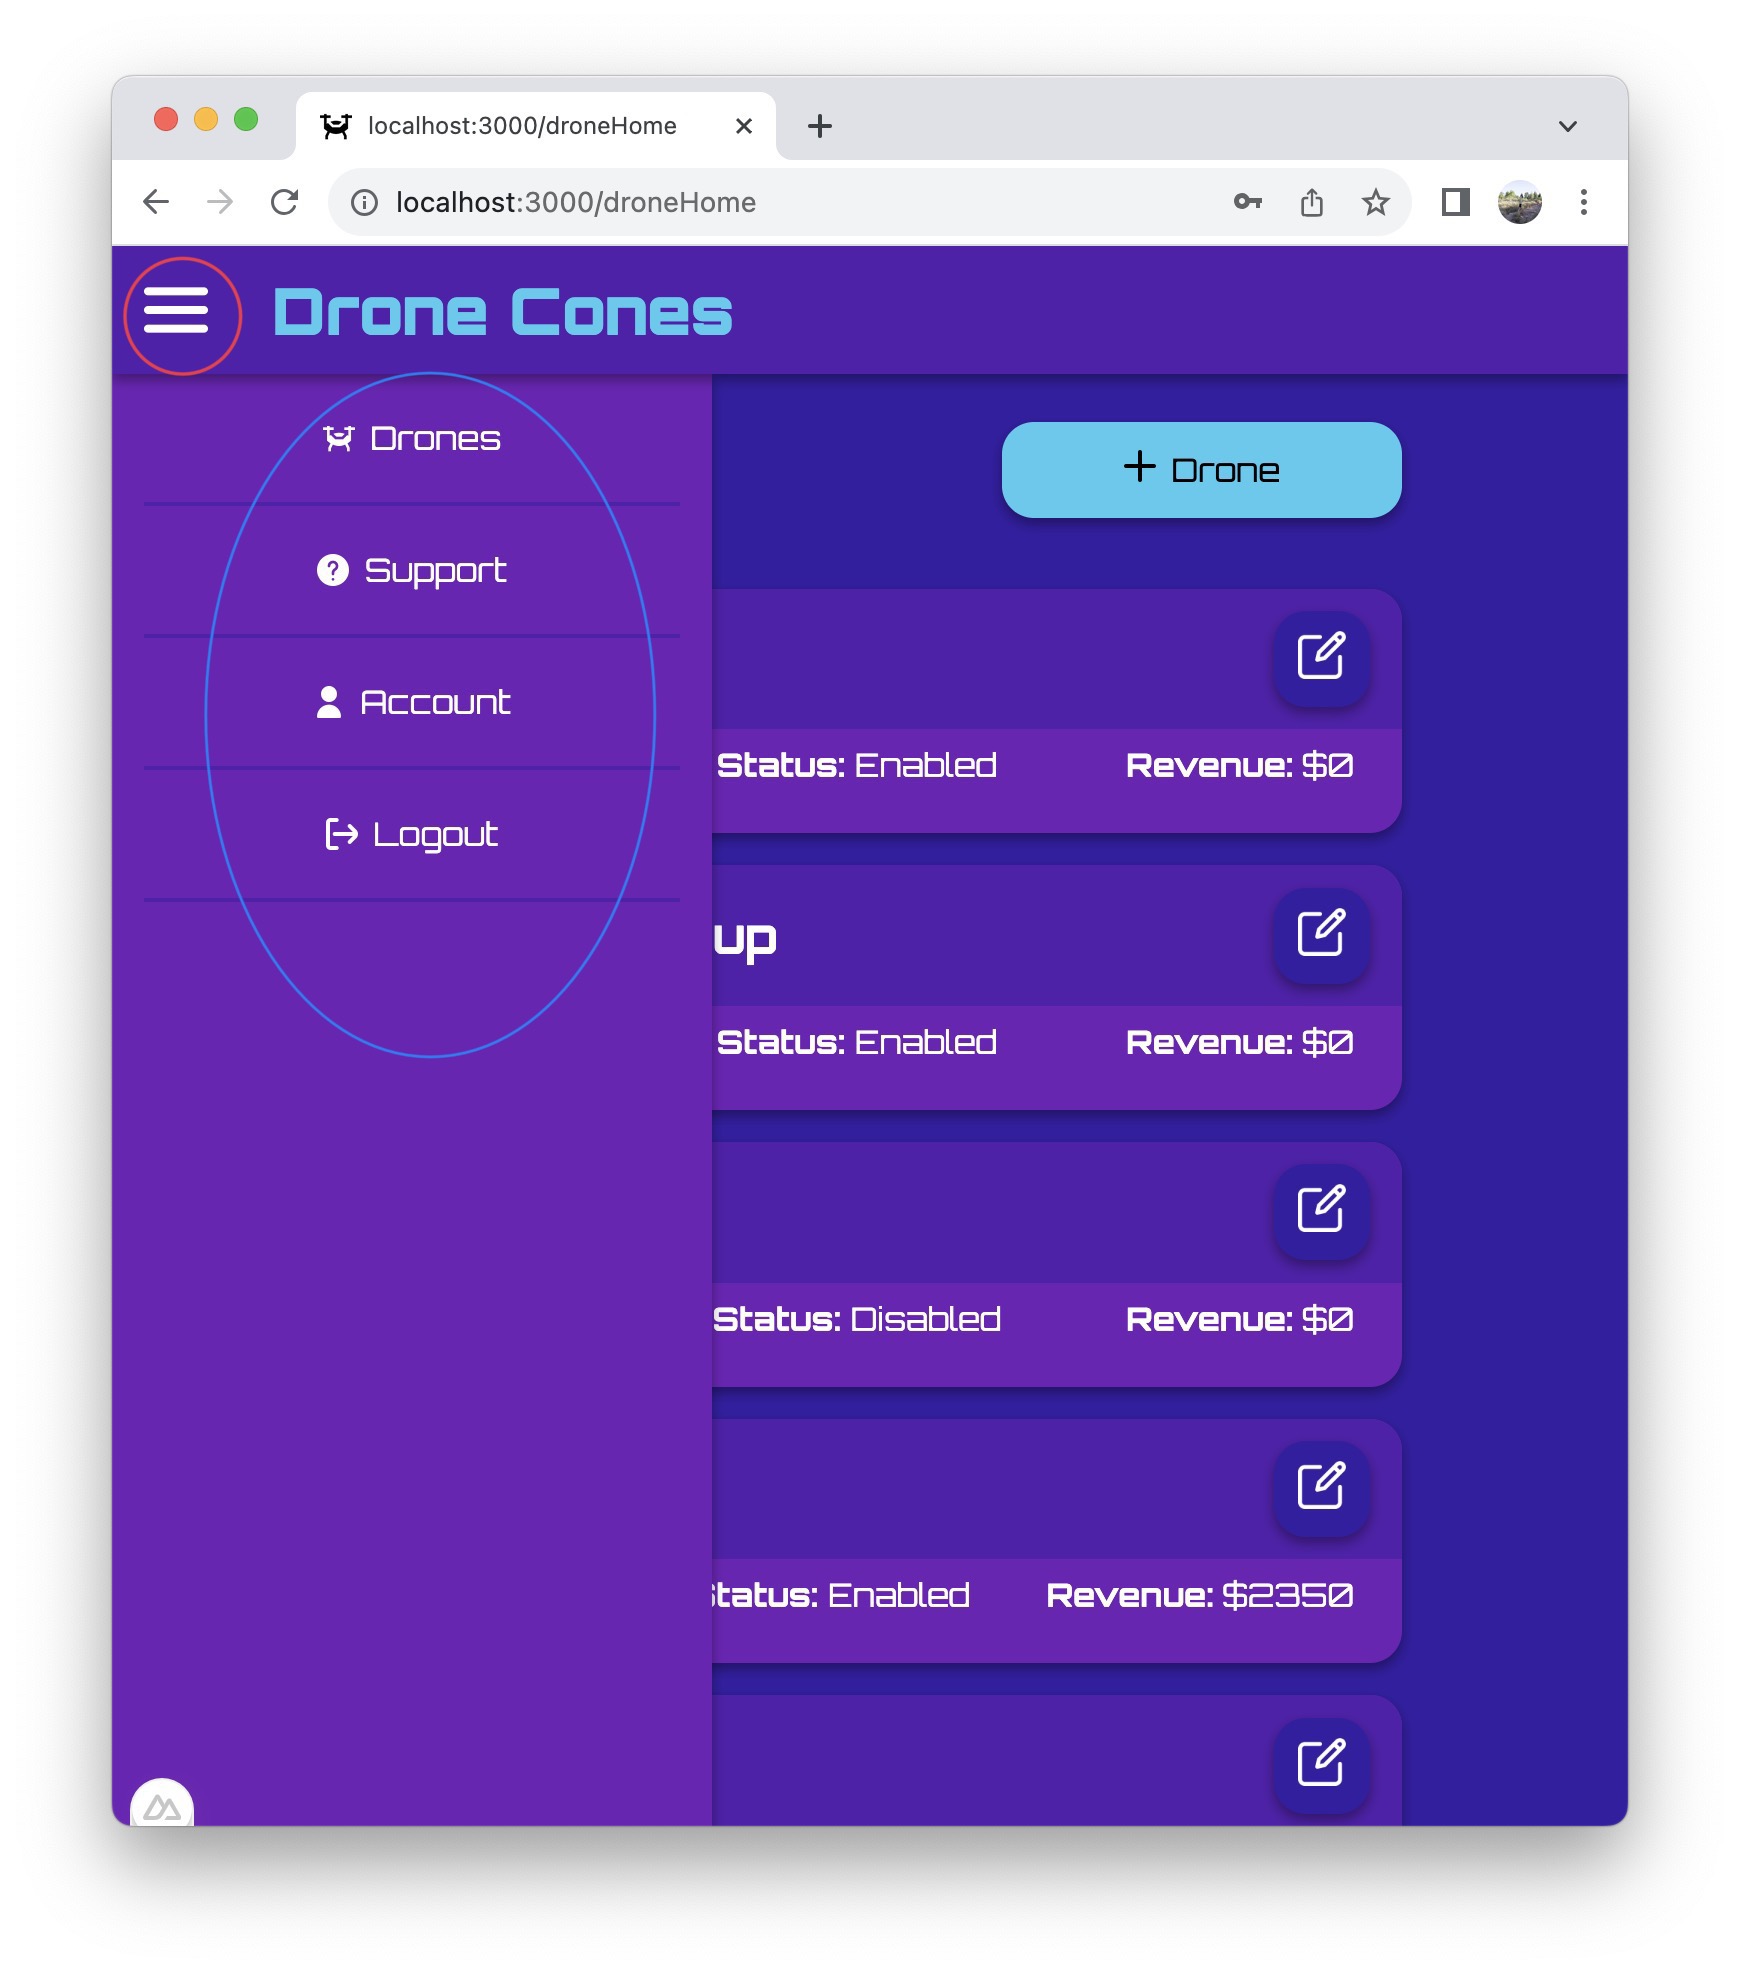 localhost:3000/droneHome
localhost:3000/droneHome
Drone Cones
Drones
Support
Account
Logout
+ Drone
Status: Enabled Revenue: $0
up
Status: Enabled Revenue: $0
Status: Disabled Revenue: $0
Status: Enabled Revenue: $2350